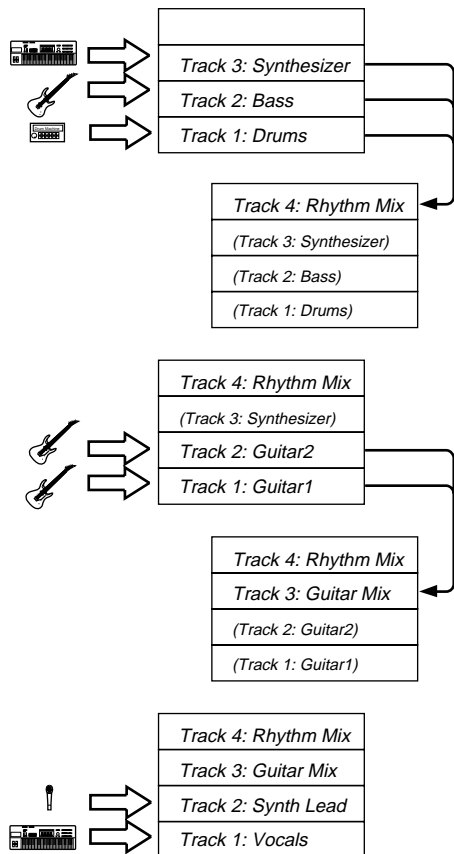 Track 3: Synthesizer
Track 2: Bass
Track 1: Drums
Track 4: Rhythm Mix
(Track 3: Synthesizer)
(Track 2: Bass)
(Track 1: Drums)
Track 4: Rhythm Mix
(Track 3: Synthesizer)
Track 2: Guitar2
Track 1: Guitar1
Track 4: Rhythm Mix
Track 3: Guitar Mix
(Track 2: Guitar2)
(Track 1: Guitar1)
Track 4: Rhythm Mix
Track 3: Guitar Mix
Track 2: Synth Lead
Track 1: Vocals